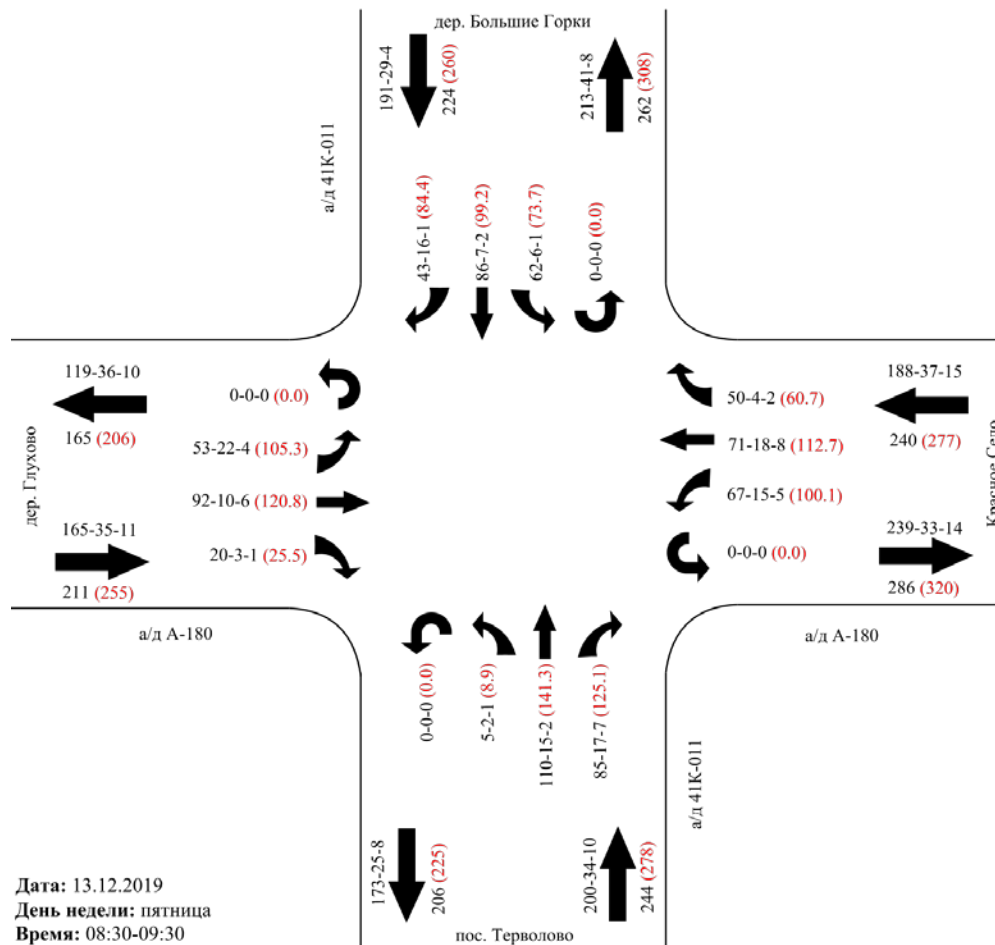 дер. Большие Горки
191-29-4
224 (260)
213-41-8
262 (308)
а/д 41К-011
43-16-1 (84.4)
86-7-2 (99.2)
62-6-1 (73.7)
0-0-0 (0.0)
119-36-10
165 (206)
дер. Глухово
165-35-11
211 (255)
0-0-0 (0.0)
53-22-4 (105.3)
92-10-6 (120.8)
20-3-1 (25.5)
50-4-2 (60.7)
71-18-8 (112.7)
67-15-5 (100.1)
0-0-0 (0.0)
188-37-15
240 (277)
Красное Село
239-33-14
286 (320)
а/д А-180
а/д А-180
0-0-0 (0.0)
5-2-1 (8.9)
110-15-2 (141.3)
85-17-7 (125.1)
а/д 41К-011
173-25-8
206 (225)
200-34-10
244 (278)
Дата: 13.12.2019
День недели: пятница
Время: 08:30-09:30
пос. Терволово